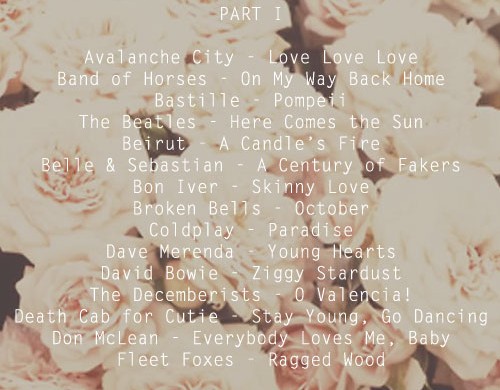 PART I
Avalanche City - Love Love Love
Band of Horses - On My Way Back Home
Bastille - Pompeii
The Beatles - Here Comes the Sun
Beirut - A Candle's Fire
Belle & Sebastian - A Century of Fakers
Bon Iver - Skinny Love
Broken Bells - October
Coldplay - Paradise
Dave Merenda - Young Hearts
David Bowie - Ziggy Stardust
The Decemberists - O Valencia!
Death Cab for Cutie - Stay Young, Go Dancing
Don McLean - Everybody Loves Me, Baby
Fleet Foxes - Ragged Wood